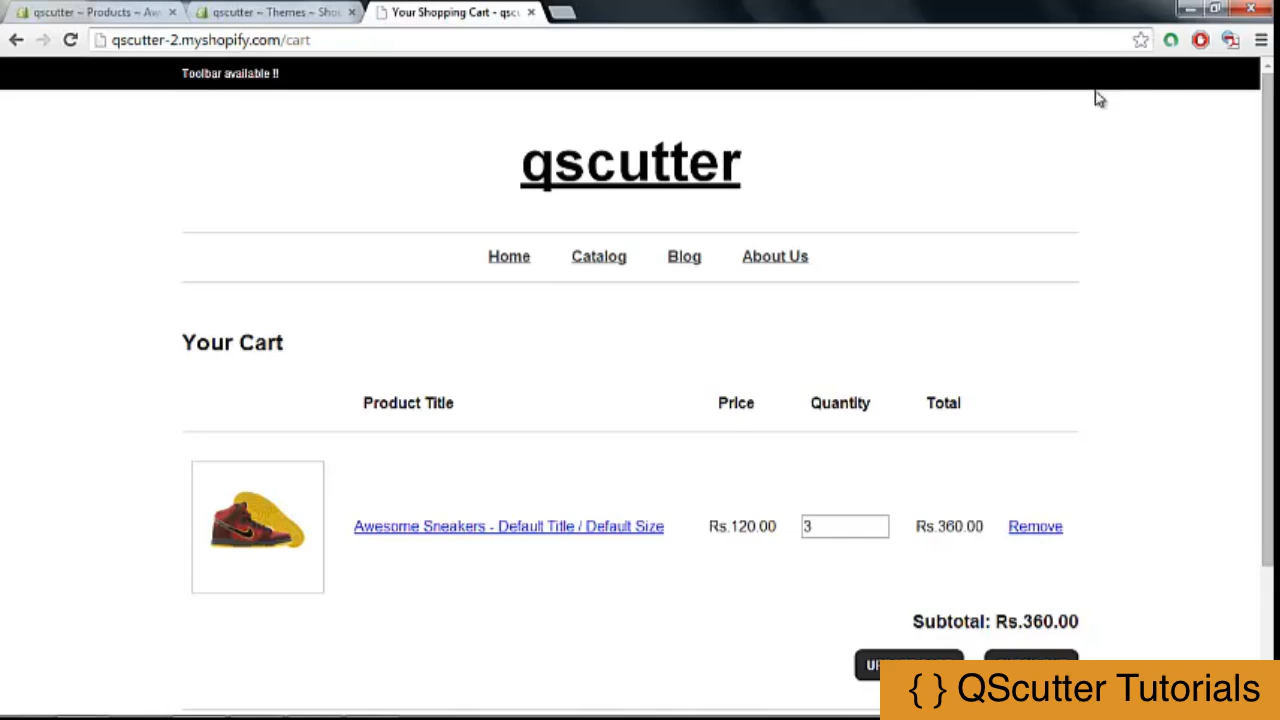 qscutter ~ Products ~ Aw
qscutter ~ Themes ~ Sho
Your Shopping Cart - qsc
qscutter-2.myshopify.com/cart
Toolbar available !!
qscutter
Home Catalog Blog About Us
Your Cart
Product Title Price Quantity Total
Awesome Sneakers - Default Title / Default Size Rs.120.00 3 Rs.360.00 Remove
Subtotal: Rs.360.00
{ } QScutter Tutorials